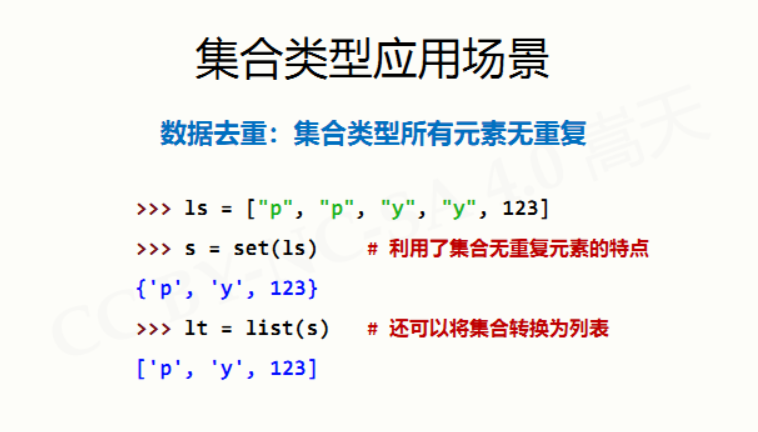 集合类型应用场景
数据去重：集合类型所有元素无重复
>>> ls = ["p", "p", "y", "y", 123]
>>> s = set(ls)    # 利用了集合无重复元素的特点
{'p', 'y', 123}
>>> lt = list(s)   # 还可以将集合转换为列表
['p', 'y', 123]
CC BY-NC-SA 4.0 嵩天